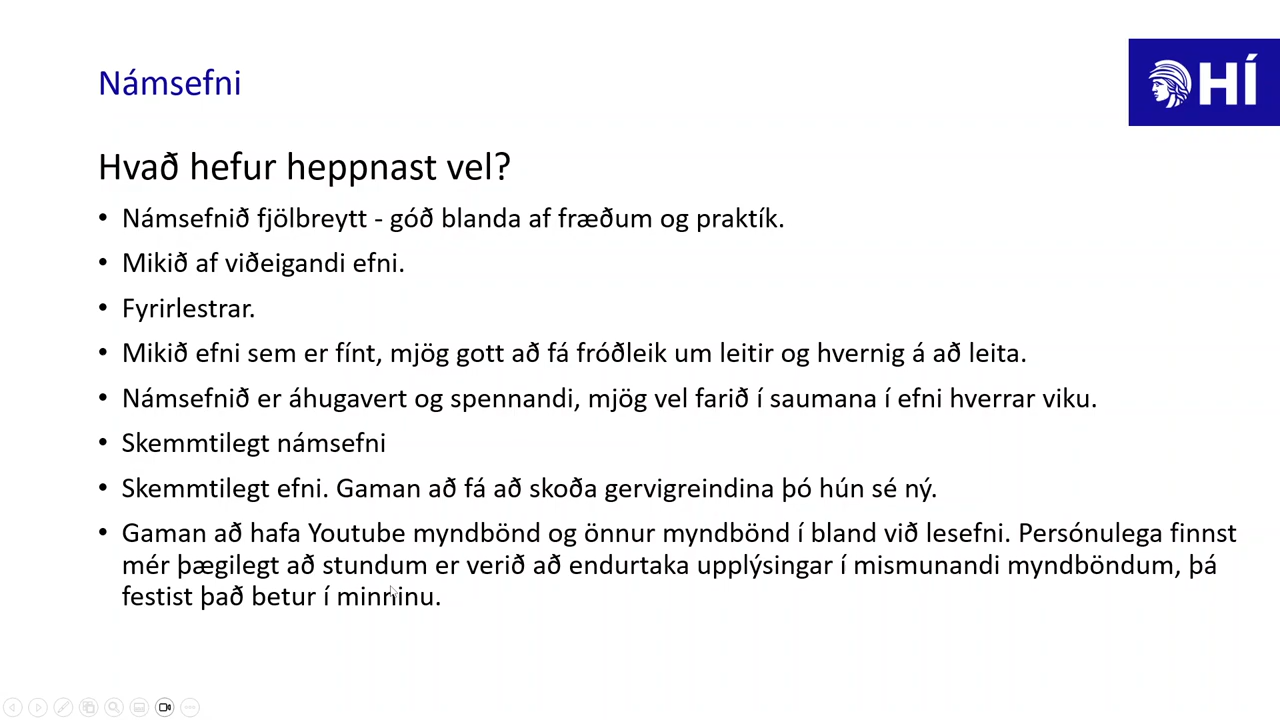 Námsefni
HÍ
Hvað hefur heppnast vel?
• Námsefnið fjölbreytt - góð blanda af fræðum og praktík.
• Mikið af viðeigandi efni.
• Fyrirlestrar.
• Mikið efni sem er fínt, mjög gott að fá fróðleik um leitir og hvernig á að leita.
• Námsefnið er áhugavert og spennandi, mjög vel farið í saumana í efni hverrar viku.
• Skemmtilegt námsefni
• Skemmtilegt efni. Gaman að fá að skoða gervigreindina þó hún sé ný.
• Gaman að hafa Youtube myndbönd og önnur myndbönd í bland við lesefni. Persónulega finnst
mér þægilegt að stundum er verið að endurtaka upplýsingar í mismunandi myndböndum, þá
festist það betur í minninu.